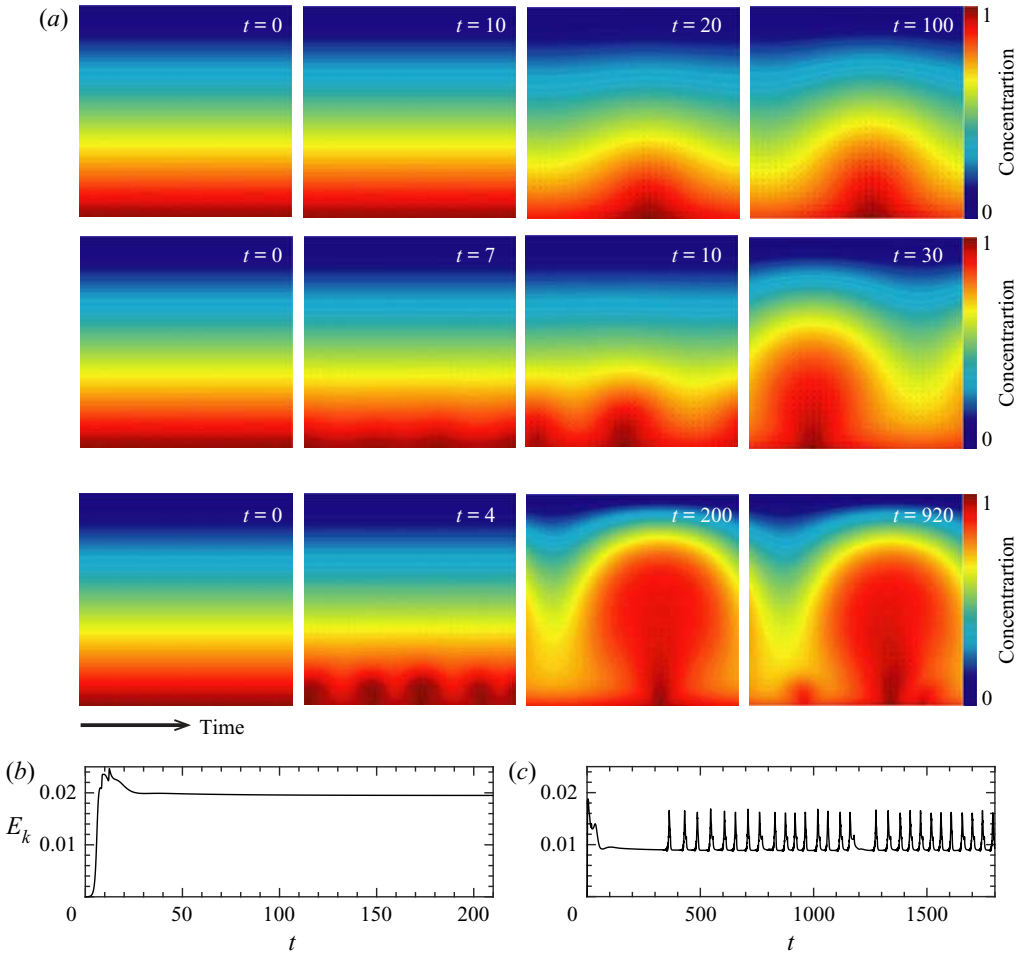 (a)
t = 0 t = 10 t = 20 t = 100 1
Concentrartion
0
t = 0 t = 7 t = 10 t = 30 1
Concentrartion
0
t = 0 t = 4 t = 200 t = 920 1
Concentrartion
0
Time
(b)
0.02
E_k
0.01
0 50 100 150 200
t
(c)
0.02
0.01
0 500 1000 1500
t